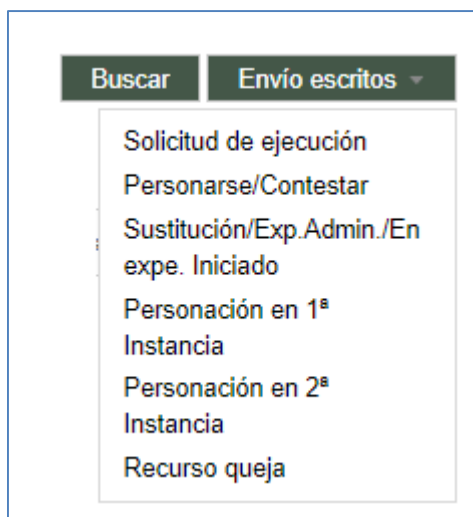 Buscar
Envío escritos
Solicitud de ejecución
Personarse/Contestar
Sustitución/Exp.Admin./En
expe. Iniciado
Personación en 1ª
Instancia
Personación en 2ª
Instancia
Recurso queja